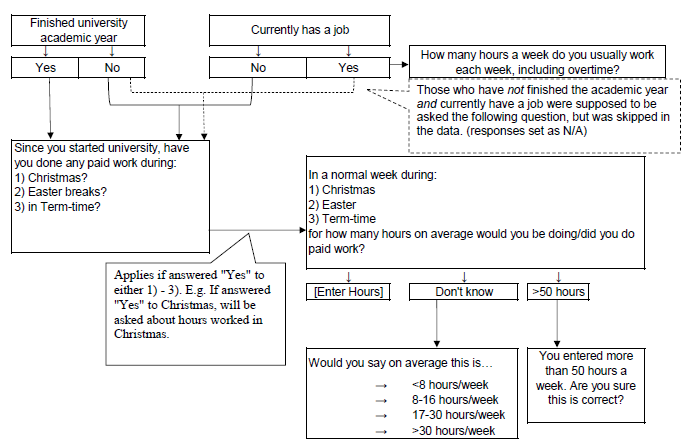 Finished university
academic year
Currently has a job
Yes
No
No
Yes
How many hours a week do you usually work
each week, including overtime?
Those who have not finished the academic year
and currently have a job were supposed to be
asked the following question, but was skipped in
the data. (responses set as N/A)
Since you started university, have
you done any paid work during:
1) Christmas?
2) Easter breaks?
3) in Term-time?
In a normal week during:
1) Christmas
2) Easter
3) Term-time
for how many hours on average would you be doing/did you do
paid work?
Applies if answered "Yes" to
either 1) - 3). E.g. If answered
"Yes" to Christmas, will be
asked about hours worked in
Christmas.
[Enter Hours]
Don't know
>50 hours
Would you say on average this is…
→ <8 hours/week
→ 8-16 hours/week
→ 17-30 hours/week
→ >30 hours/week
You entered more
than 50 hours a
week. Are you sure
this is correct?